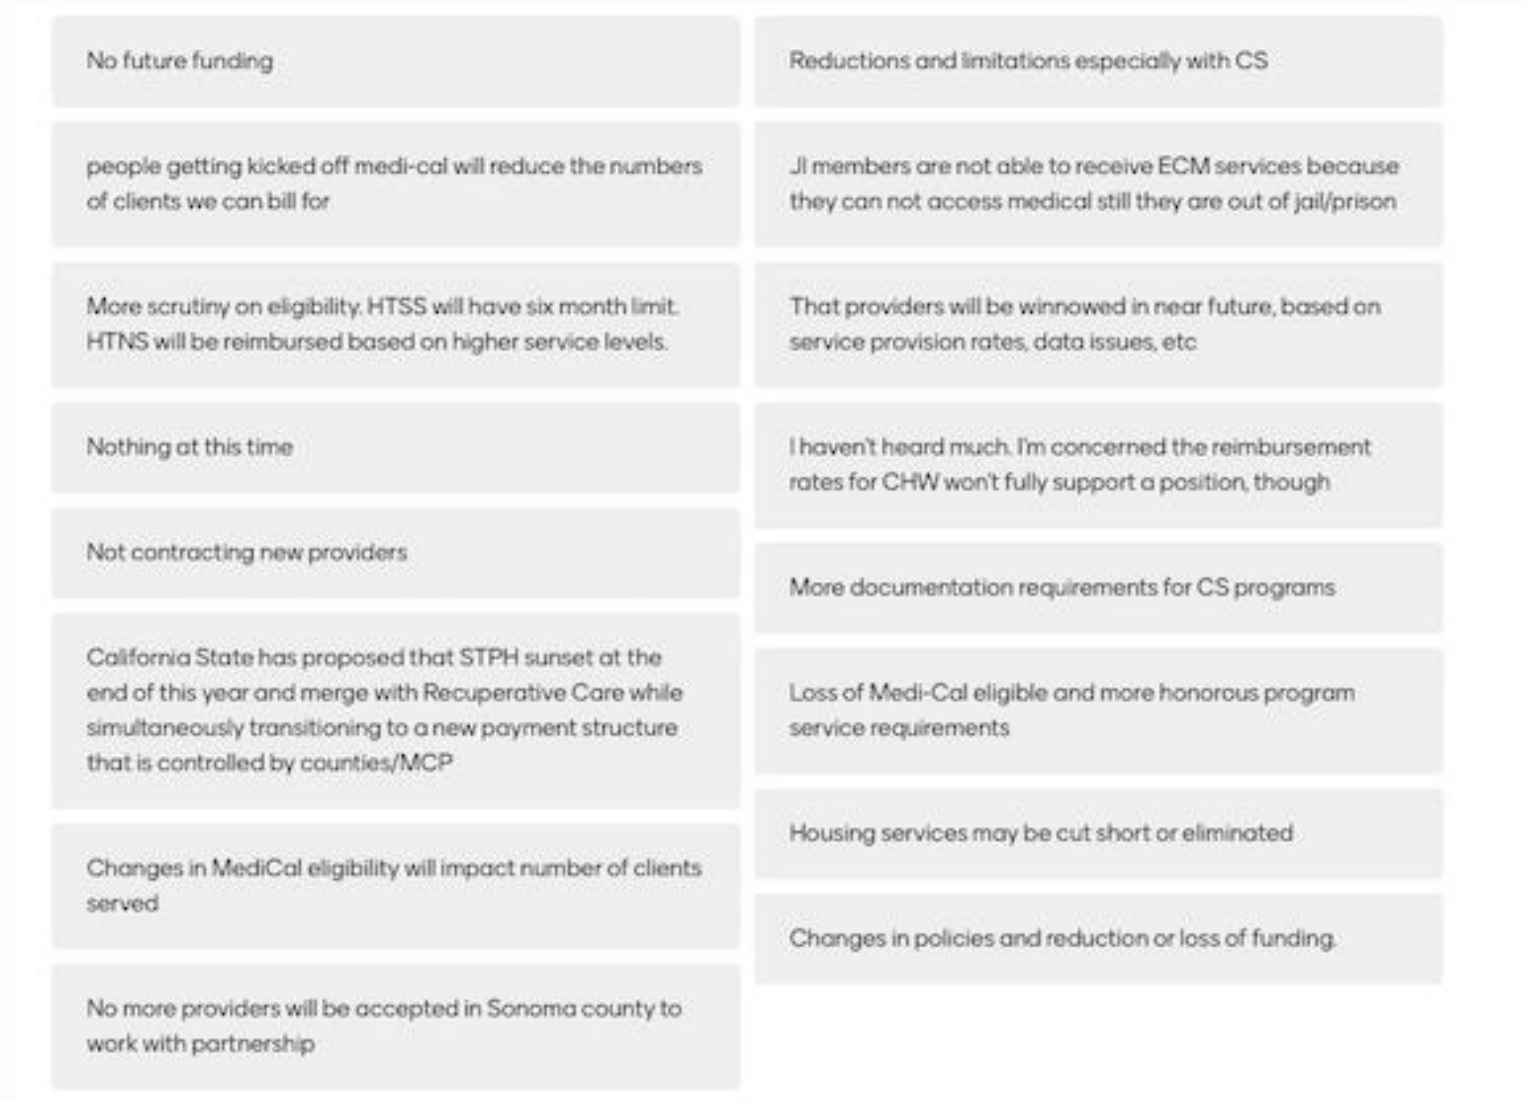 No future funding
people getting kicked off medi-cal will reduce the numbers
of clients we can bill for
More scrutiny on eligibility. HTSS will have six month limit.
HTNS will be reimbursed based on higher service levels.
Nothing at this time
Not contracting new providers
California State has proposed that STPH sunset at the
end of this year and merge with Recuperative Care while
simultaneously transitioning to a new payment structure
that is controlled by counties/MCP
Changes in MediCal eligibility will impact number of clients
served
No more providers will be accepted in Sonoma county to
work with partnership
Reductions and limitations especially with CS
JI members are not able to receive ECM services because
they can not access medical still they are out of jail/prison
That providers will be winnowed in near future, based on
service provision rates, data issues, etc
I haven't heard much. I'm concerned the reimbursement
rates for CHW won't fully support a position, though
More documentation requirements for CS programs
Loss of Medi-Cal eligible and more honorous program
service requirements
Housing services may be cut short or eliminated
Changes in policies and reduction or loss of funding.